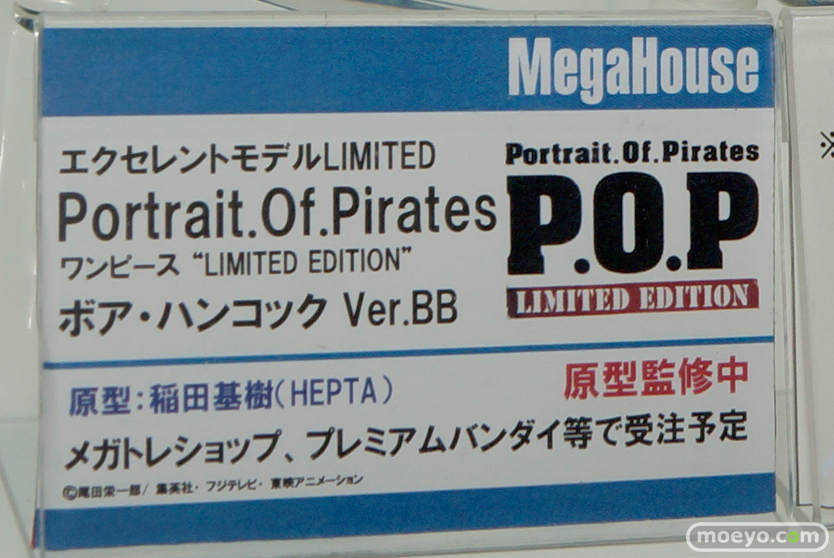 MegaHouse
エクセレントモデルLIMITED
Portrait.Of.Pirates
ワンピース “LIMITED EDITION”
ボア・ハンコック Ver.BB
Portrait.Of.Pirates
P.O.P
LIMITED EDITION
原型：稲田基樹(HEPTA)
原型監修中
メガトレショップ、プレミアムバンダイ等で受注予定
©尾田栄一郎/ 集英社・フジテレビ・東映アニメーション
※
moeyo.com